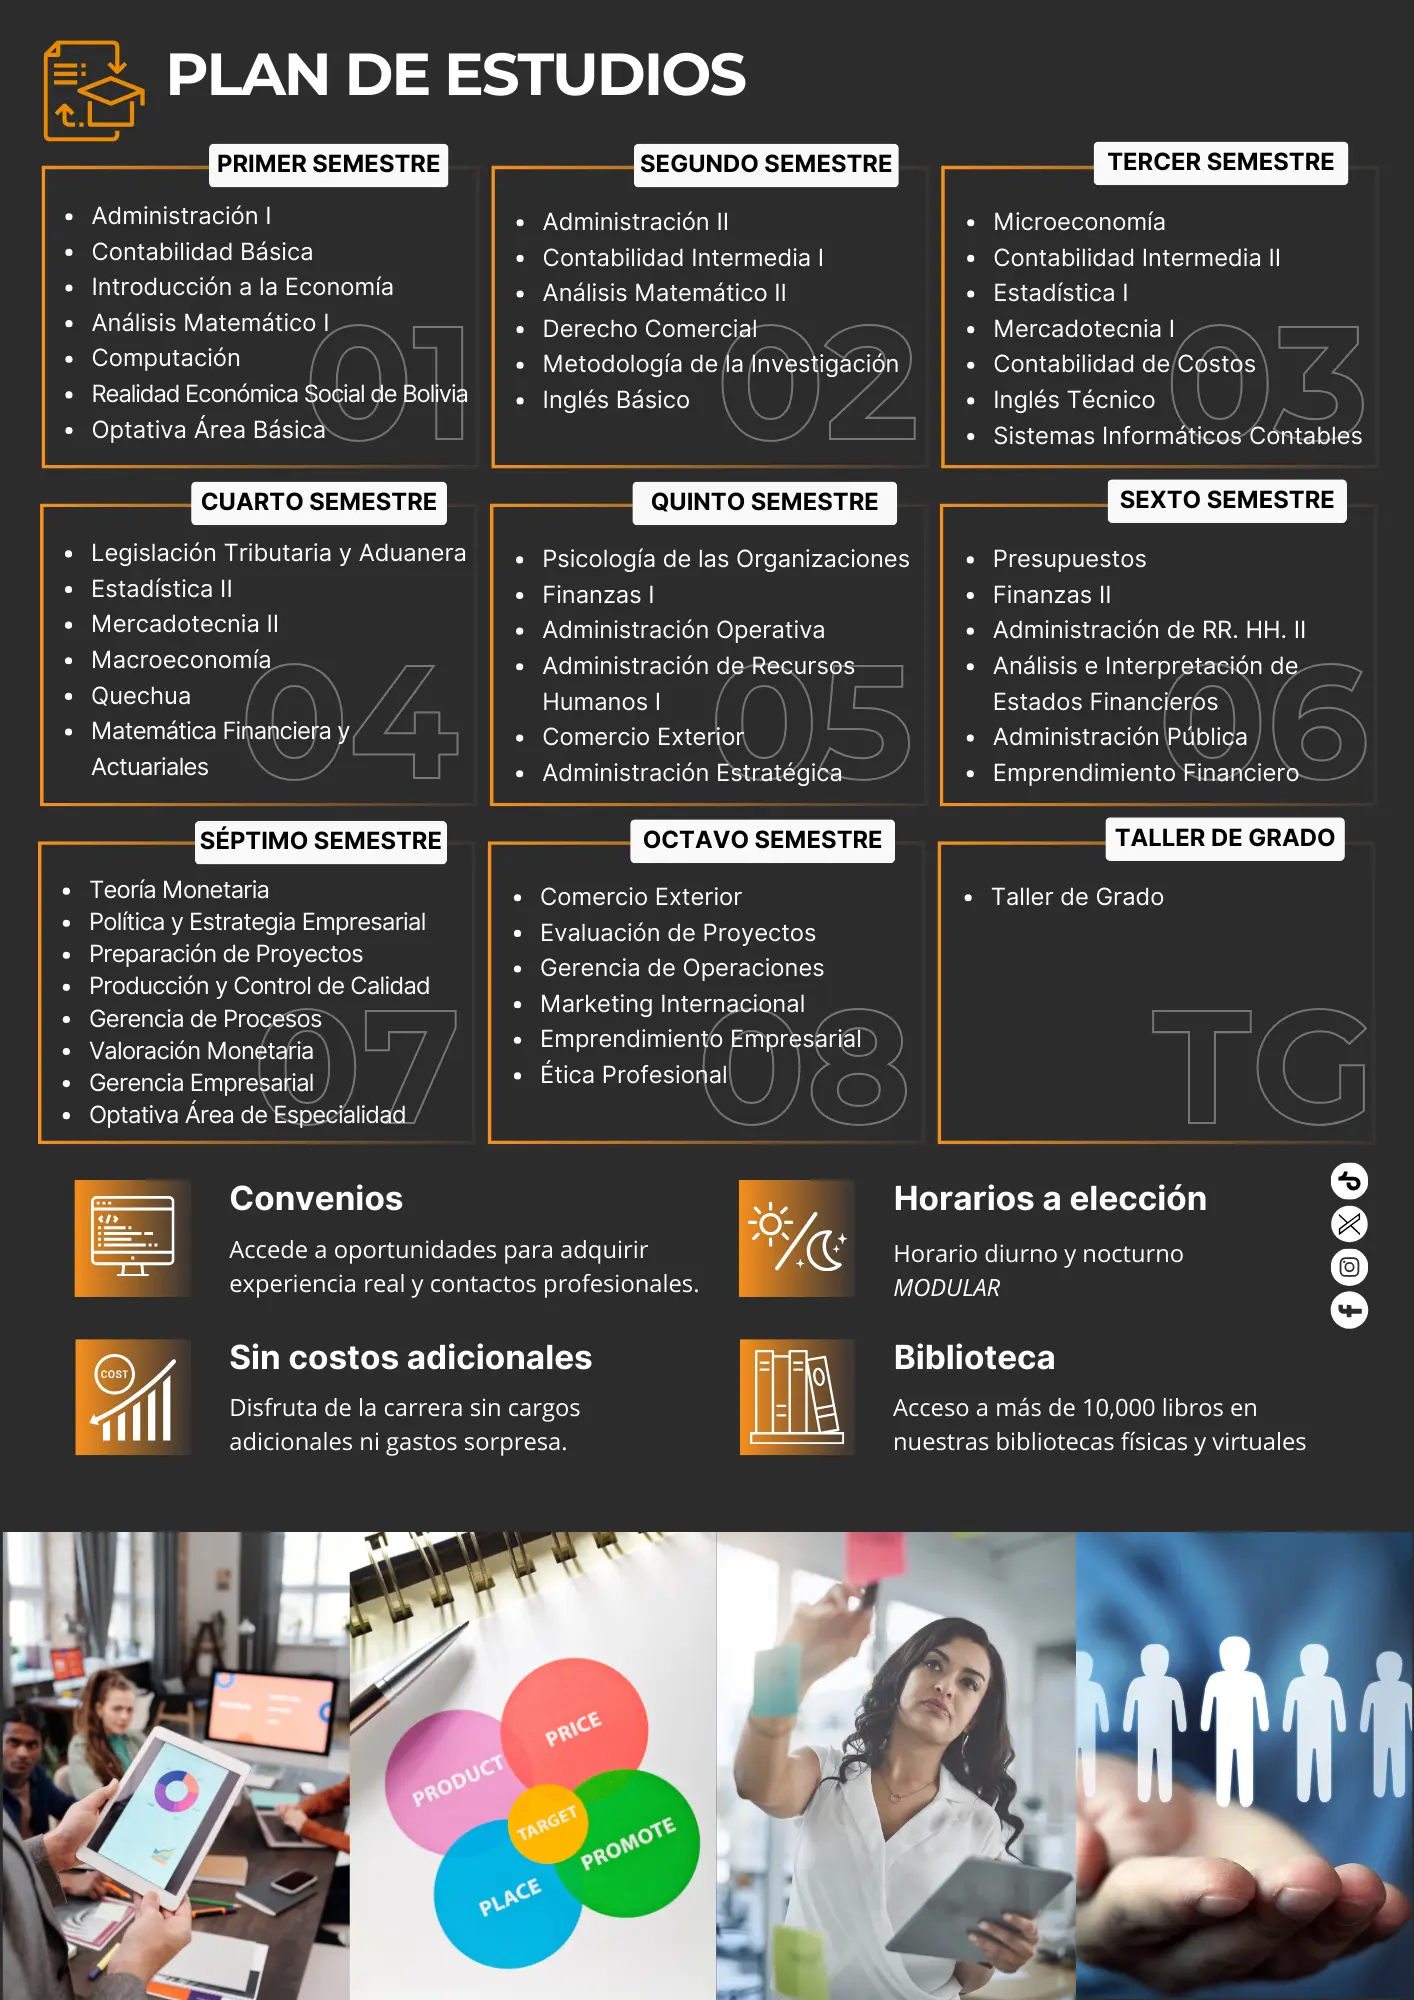 PLAN DE ESTUDIOS
PRIMER SEMESTRE
Administración I
Contabilidad Básica
Introducción a la Economía
Análisis Matemático I
Computación
Realidad Económica Social de Bolivia
Optativa Área Básica
01
SEGUNDO SEMESTRE
Administración II
Contabilidad Intermedia I
Análisis Matemático II
Derecho Comercial
Metodología de la Investigación
Inglés Básico
02
TERCER SEMESTRE
Microeconomía
Contabilidad Intermedia II
Estadística I
Mercadotecnia I
Contabilidad de Costos
Inglés Técnico
Sistemas Informáticos Contables
03
CUARTO SEMESTRE
Legislación Tributaria y Aduanera
Estadística II
Mercadotecnia II
Macroeconomía
Quechua
Matemática Financiera y
Actuariales
04
QUINTO SEMESTRE
Psicología de las Organizaciones
Finanzas I
Administración Operativa
Administración de Recursos
Humanos I
Comercio Exterior
Administración Estratégica
05
SEXTO SEMESTRE
Presupuestos
Finanzas II
Administración de RR. HH. II
Análisis e Interpretación de
Estados Financieros
Administración Pública
Emprendimiento Financiero
06
SÉPTIMO SEMESTRE
Teoría Monetaria
Política y Estrategia Empresarial
Preparación de Proyectos
Producción y Control de Calidad
Gerencia de Procesos
Valoración Monetaria
Gerencia Empresarial
Optativa Área de Especialidad
07
OCTAVO SEMESTRE
Comercio Exterior
Evaluación de Proyectos
Gerencia de Operaciones
Marketing Internacional
Emprendimiento Empresarial
Ética Profesional
08
TALLER DE GRADO
Taller de Grado
TG
Convenios
Accede a oportunidades para adquirir
experiencia real y contactos profesionales.
Horarios a elección
Horario diurno y nocturno
MODULAR
COST
Sin costos adicionales
Disfruta de la carrera sin cargos
adicionales ni gastos sorpresa.
Biblioteca
Acceso a más de 10,000 libros en
nuestras bibliotecas físicas y virtuales
PRICE
PRODUCT
TARGET
PROMOTE
PLACE